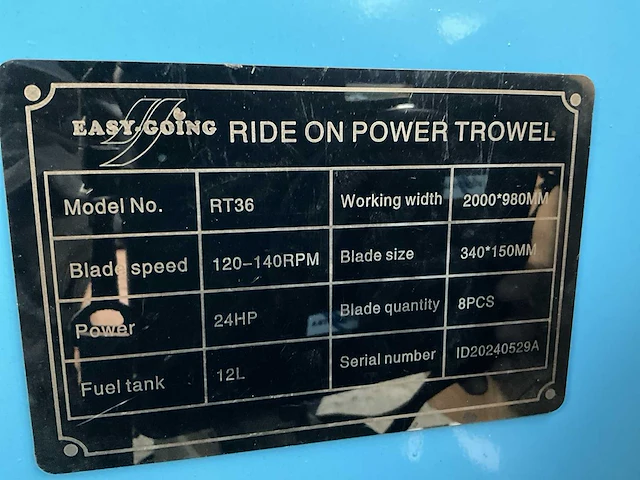 EASY-GOING RIDE ON POWER TROWEL
Model No. RT36 Working width 2000*980MM
Blade speed 120-140RPM Blade size 340*150MM
Power 24HP Blade quantity 8PCS
Fuel tank 12L Serial number ID20240529A